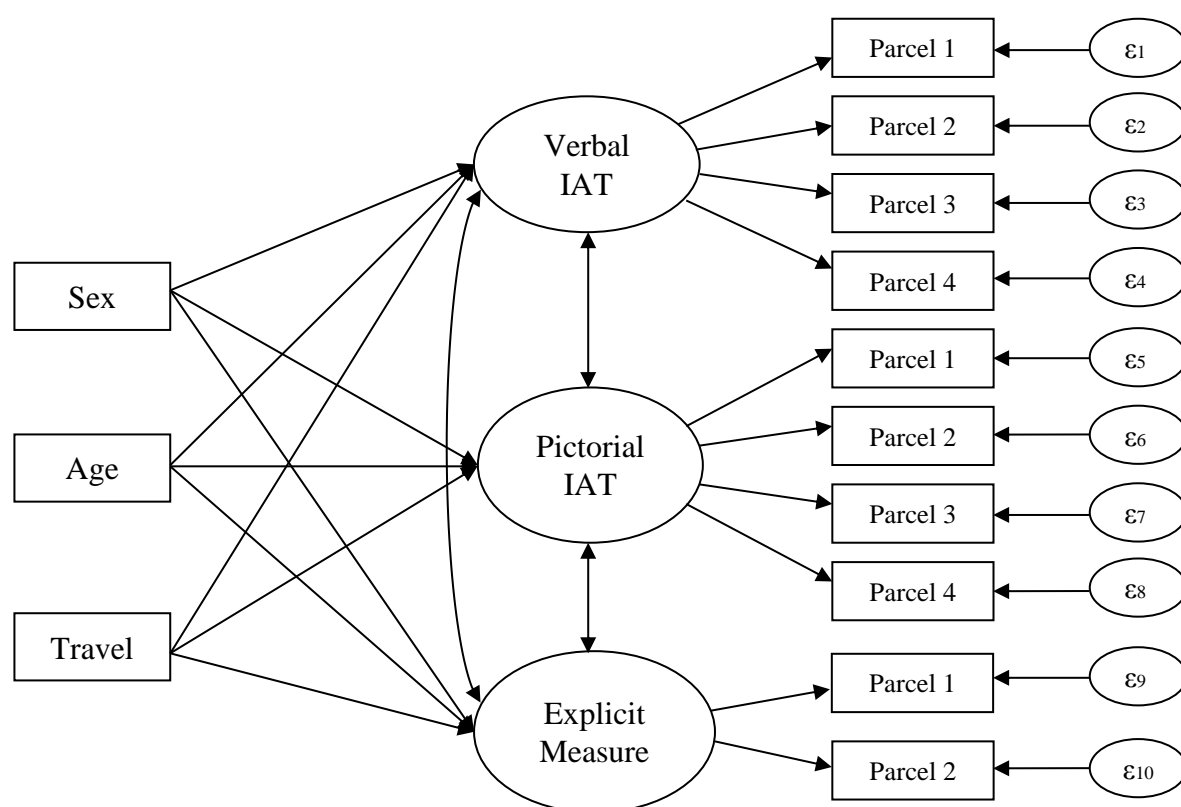 Sex
Age
Travel
Verbal
IAT
Pictorial
IAT
Explicit
Measure
Parcel 1
Parcel 2
Parcel 3
Parcel 4
Parcel 1
Parcel 2
Parcel 3
Parcel 4
Parcel 1
Parcel 2
ε1
ε2
ε3
ε4
ε5
ε6
ε7
ε8
ε9
ε10